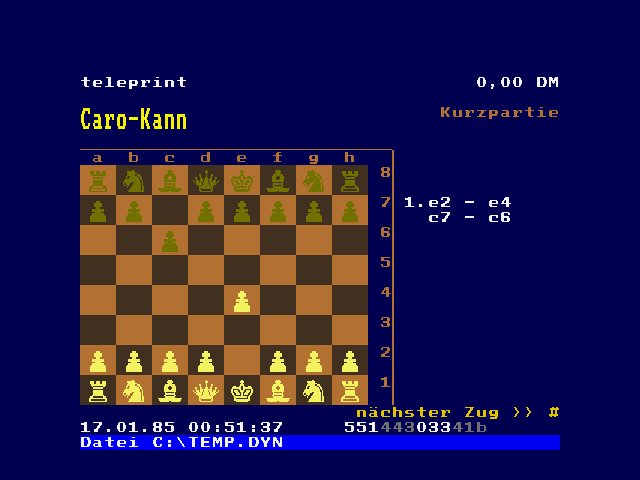 teleprint 0,00 DM
Caro-Kann Kurzpartie
a b c d e f g h
8
7 1.e2 - e4
c7 - c6
6
5
4
3
2
1
nächster Zug >> #
17.01.85 00:51:37 55144303341b
Datei C:\TEMP.DYN